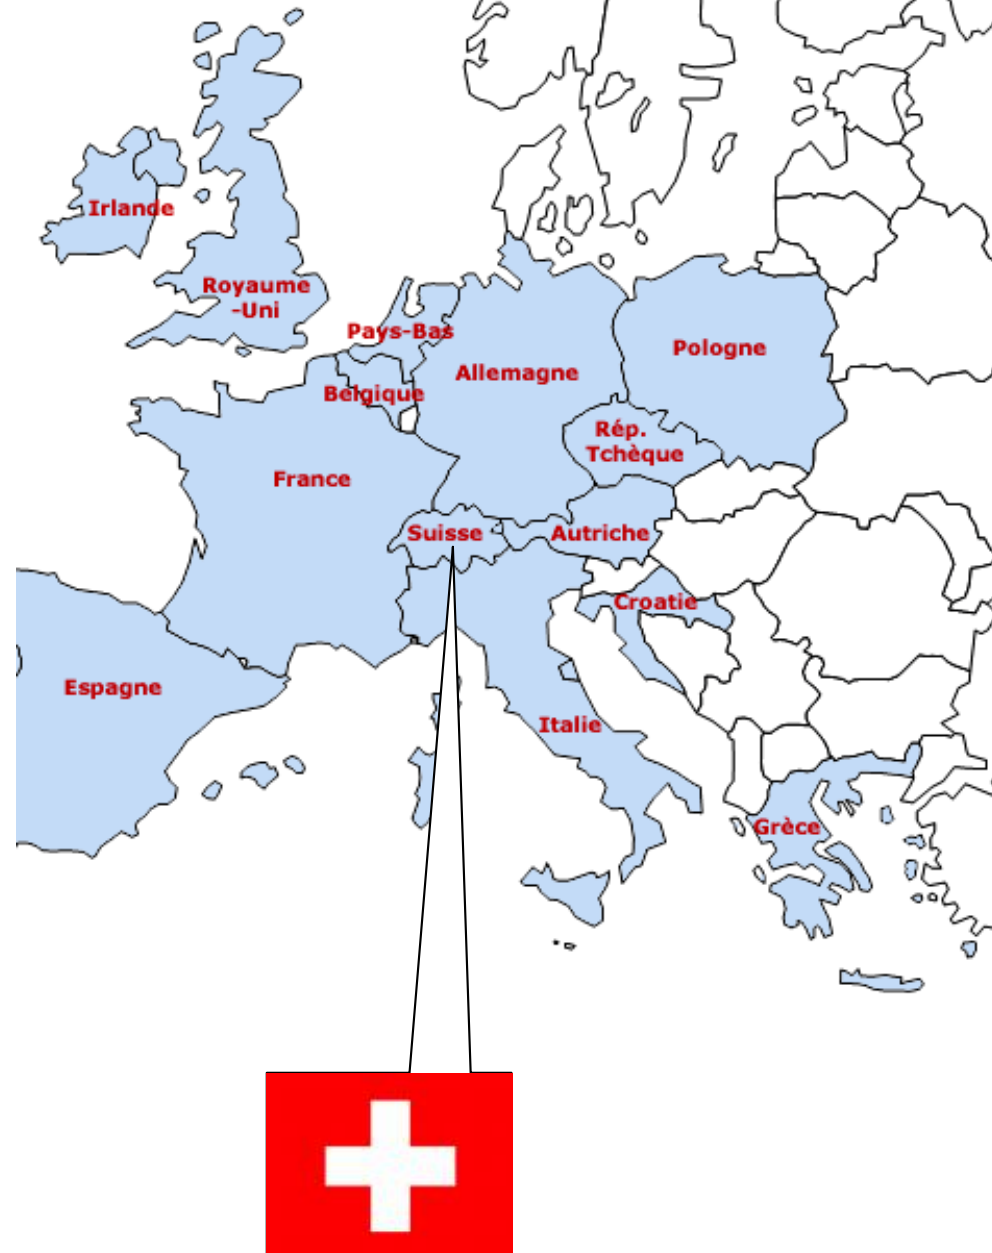 Irlande
Royaume
-Uni
Pays-Bas
Pologne
Allemagne
Belgique
Rép.
Tchèque
France
Suisse
Autriche
Croatie
Espagne
Italie
Grèce